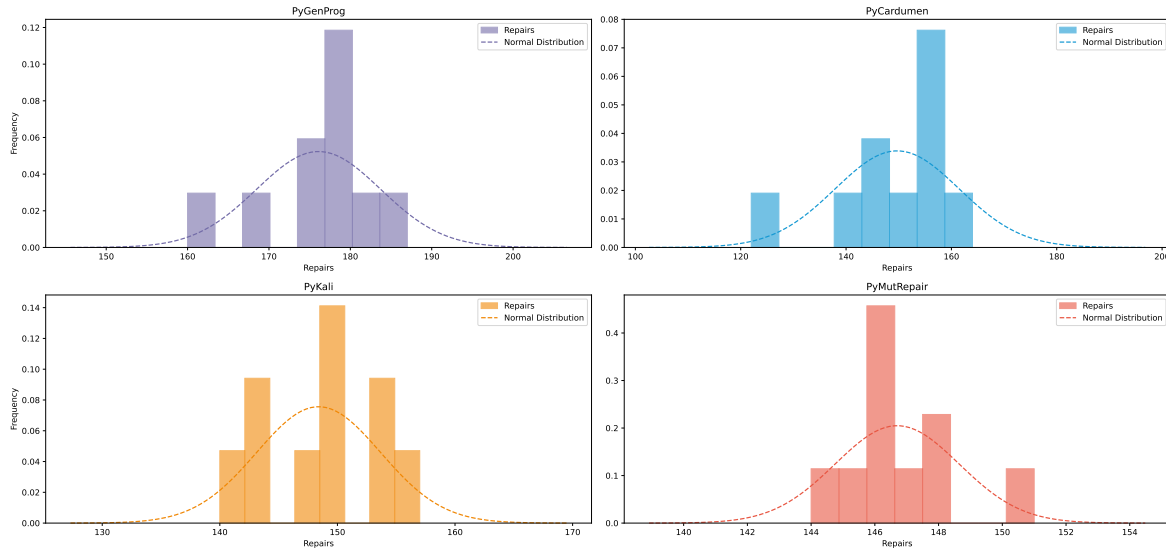 PyGenProg
0.12
0.10
0.08
0.06
0.04
0.02
0.00
Frequency
150
160
170
180
190
200
Repairs
Repairs
Normal Distribution
PyCardumen
0.08
0.07
0.06
0.05
0.04
0.03
0.02
0.01
0.00
100
120
140
160
180
Repairs
Repairs
Normal Distribution
PyKali
0.14
0.12
0.10
0.08
0.06
0.04
0.02
0.00
Frequency
130
140
150
160
170
Repairs
Repairs
Normal Distribution
PyMutRepair
0.4
0.3
0.2
0.1
0.0
140
142
144
146
148
150
152
154
Repairs
Repairs
Normal Distribution